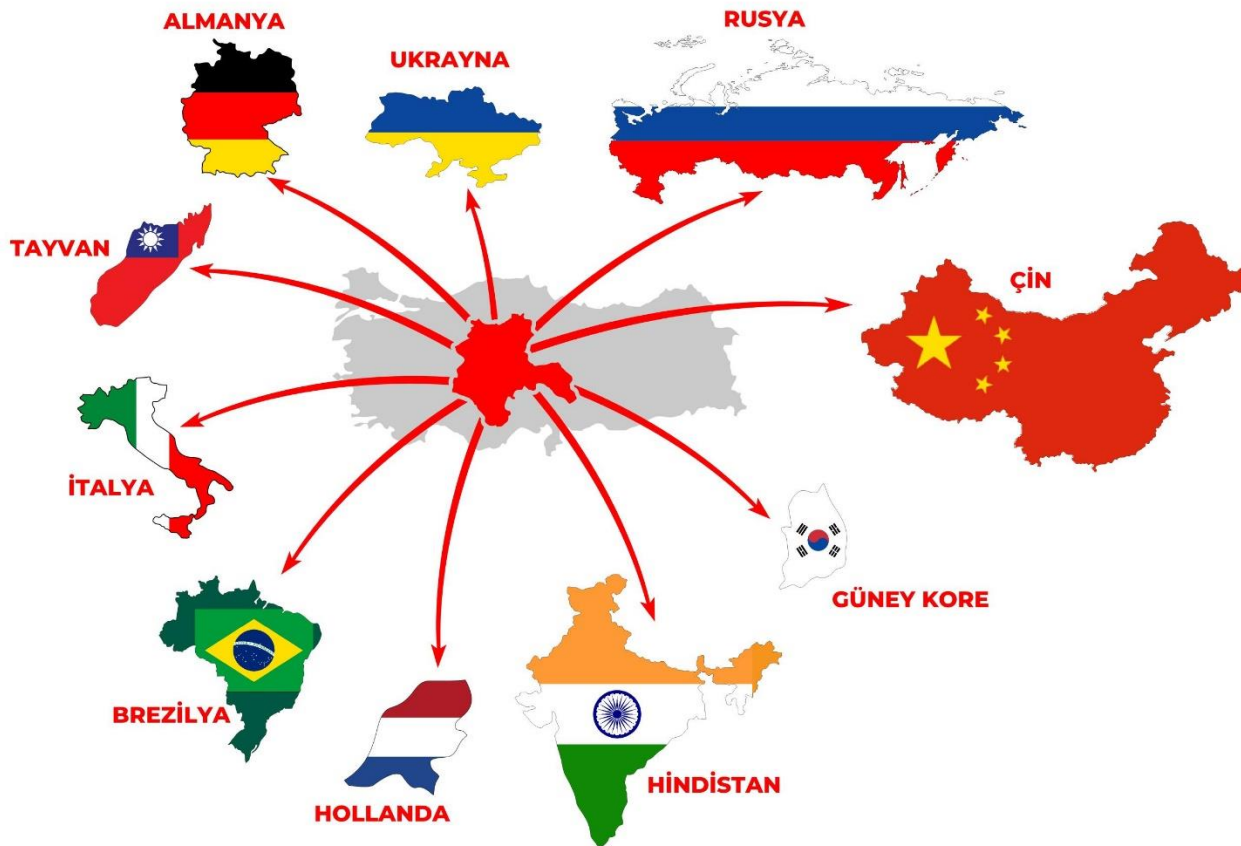 ALMANYA
UKRAYNA
RUSYA
TAYVAN
ÇİN
İTALYA
GÜNEY KORE
BREZİLYA
HOLLANDA
HİNDİSTAN